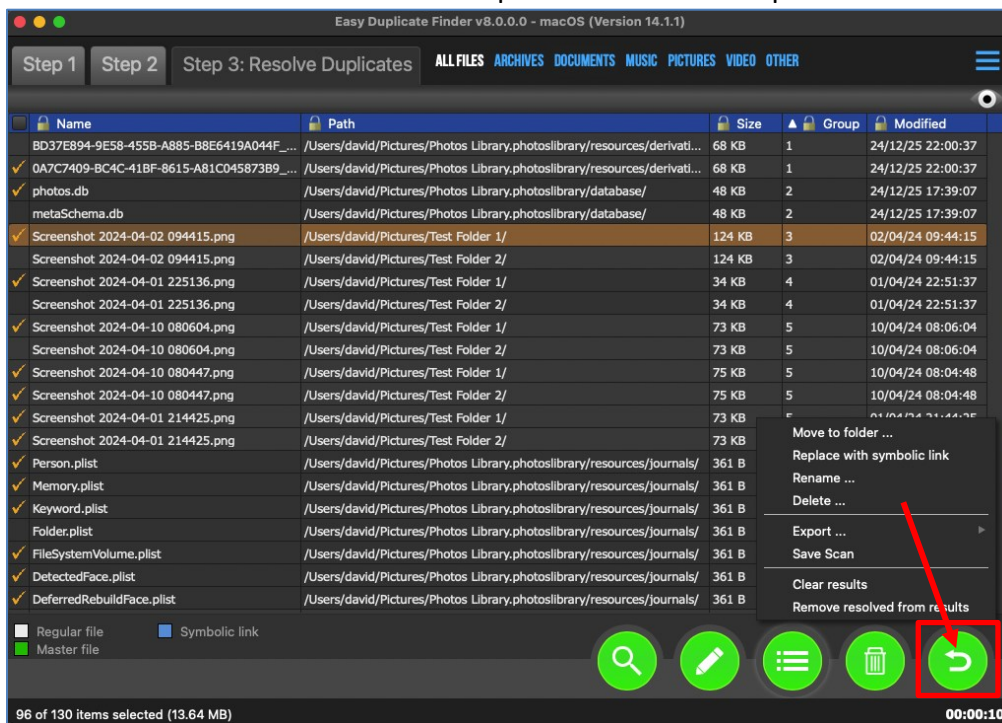 Easy Duplicate Finder v8.0.0.0 - macOS (Version 14.1.1)
Step 1 Step 2 Step 3: Resolve Duplicates ALL FILES ARCHIVES DOCUMENTS MUSIC PICTURES VIDEO OTHER
Name Path Size Group Modified
BD37E894-9E58-455B-A885-B8E6419A044F_... /Users/david/Pictures/Photos Library.photoslibrary/resources/derivati... 68 KB 1 24/12/25 22:00:37
0A7C7409-BC4C-41BF-8615-A81C045873B9_... /Users/david/Pictures/Photos Library.photoslibrary/resources/derivati... 68 KB 1 24/12/25 22:00:37
photos.db /Users/david/Pictures/Photos Library.photoslibrary/database/ 48 KB 2 24/12/25 17:39:07
metaSchema.db /Users/david/Pictures/Photos Library.photoslibrary/database/ 48 KB 2 24/12/25 17:39:07
Screenshot 2024-04-02 094415.png /Users/david/Pictures/Test Folder 1/ 124 KB 3 02/04/24 09:44:15
Screenshot 2024-04-02 094415.png /Users/david/Pictures/Test Folder 2/ 124 KB 3 02/04/24 09:44:15
Screenshot 2024-04-01 225136.png /Users/david/Pictures/Test Folder 1/ 34 KB 4 01/04/24 22:51:37
Screenshot 2024-04-01 225136.png /Users/david/Pictures/Test Folder 2/ 34 KB 4 01/04/24 22:51:37
Screenshot 2024-04-10 080604.png /Users/david/Pictures/Test Folder 1/ 73 KB 5 10/04/24 08:06:04
Screenshot 2024-04-10 080604.png /Users/david/Pictures/Test Folder 2/ 73 KB 5 10/04/24 08:06:04
Screenshot 2024-04-10 080447.png /Users/david/Pictures/Test Folder 1/ 75 KB 5 10/04/24 08:04:48
Screenshot 2024-04-10 080447.png /Users/david/Pictures/Test Folder 2/ 75 KB 5 10/04/24 08:04:48
Screenshot 2024-04-01 214425.png /Users/david/Pictures/Test Folder 1/ 73 KB
Screenshot 2024-04-01 214425.png /Users/david/Pictures/Test Folder 2/ 73 KB
Person.plist /Users/david/Pictures/Photos Library.photoslibrary/resources/journals/ 361 B
Memory.plist /Users/david/Pictures/Photos Library.photoslibrary/resources/journals/ 361 B
Keyword.plist /Users/david/Pictures/Photos Library.photoslibrary/resources/journals/ 361 B
Folder.plist /Users/david/Pictures/Photos Library.photoslibrary/resources/journals/ 361 B
FileSystemVolume.plist /Users/david/Pictures/Photos Library.photoslibrary/resources/journals/ 361 B
DetectedFace.plist /Users/david/Pictures/Photos Library.photoslibrary/resources/journals/ 361 B
DeferredRebuildFace.plist /Users/david/Pictures/Photos Library.photoslibrary/resources/journals/ 361 B
Move to folder ...
Replace with symbolic link
Rename ...
Delete ...
Export ...
Save Scan
Clear results
Remove resolved from results
Regular file Symbolic link
Master file
96 of 130 items selected (13.64 MB) 00:00:10